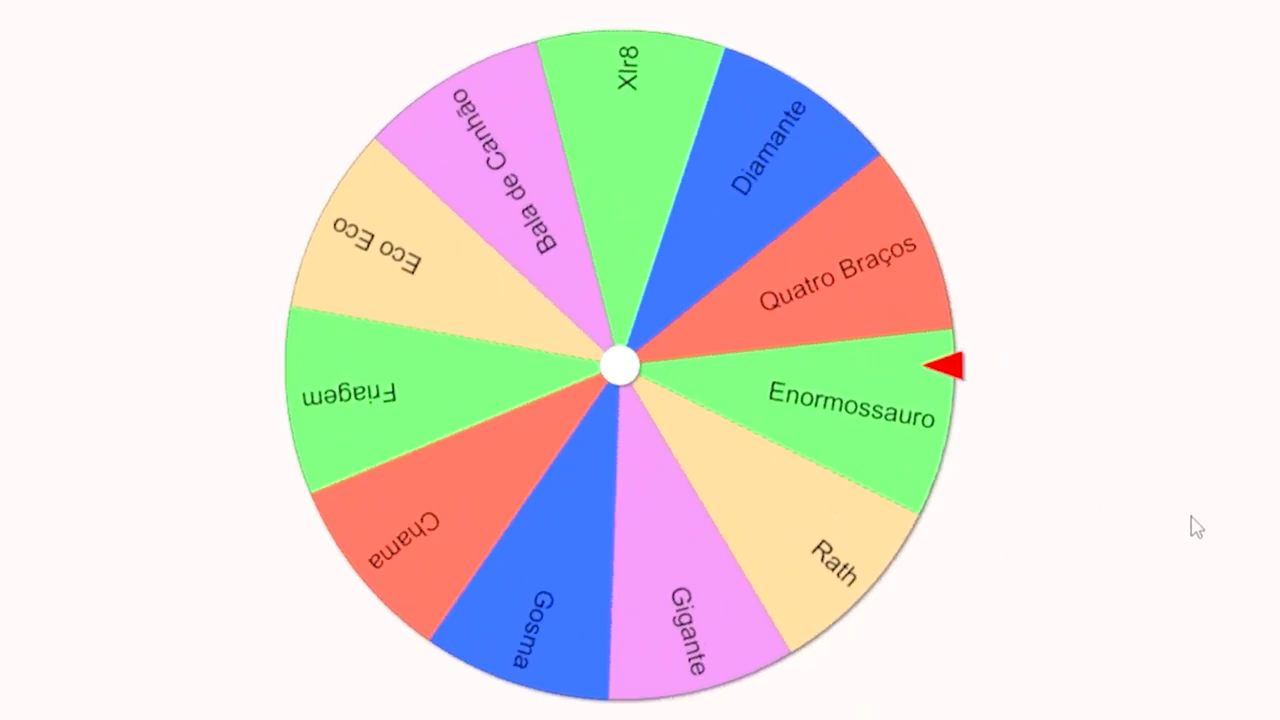 Xlr8
Diamante
Quatro Braços
Enormossauro
Rath
Gigante
Gosma
Chama
Friagem
Eco Eco
Bala de Canhão